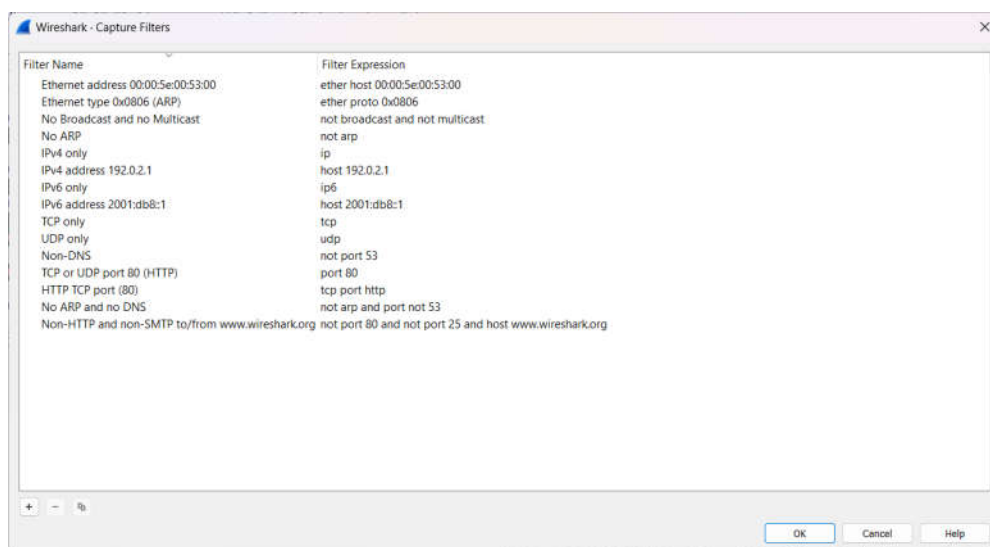 Wireshark - Capture Filters
Filter Name Filter Expression
Ethernet address 00:00:5e:00:53:00 ether host 00:00:5e:00:53:00
Ethernet type 0x0806 (ARP) ether proto 0x0806
No Broadcast and no Multicast not broadcast and not multicast
No ARP not arp
IPv4 only ip
IPv4 address 192.0.2.1 host 192.0.2.1
IPv6 only ip6
IPv6 address 2001:db8::1 host 2001:db8::1
TCP only tcp
UDP only udp
Non-DNS not port 53
TCP or UDP port 80 (HTTP) port 80
HTTP TCP port (80) tcp port http
No ARP and no DNS not arp and port not 53
Non-HTTP and non-SMTP to/from www.wireshark.org not port 80 and not port 25 and host www.wireshark.org
OK Cancel Help